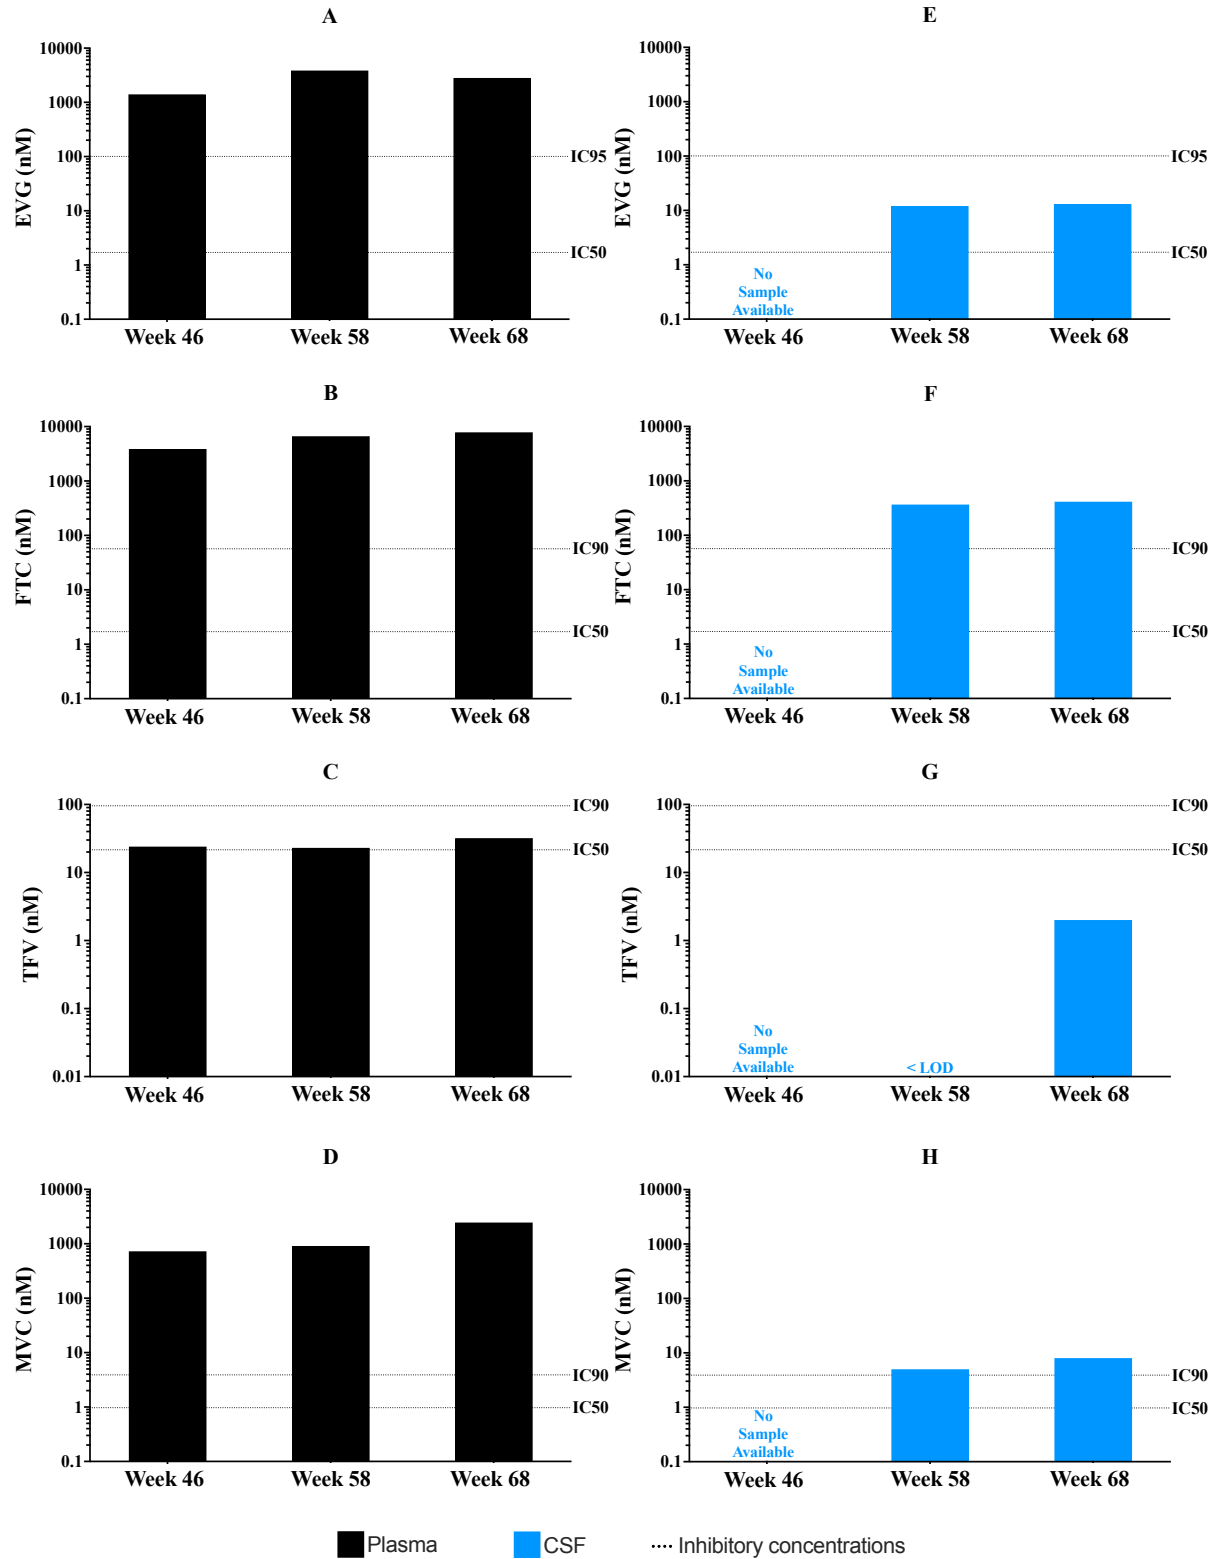 A
10000
1000
100
10
1
0.1
EVG (nM)
IC95
IC50
Week 46
Week 58
Week 68
E
10000
1000
100
10
1
0.1
EVG (nM)
IC95
IC50
No
Sample
Available
Week 46
Week 58
Week 68
B
10000
1000
100
10
1
0.1
FTC (nM)
IC90
IC50
Week 46
Week 58
Week 68
F
10000
1000
100
10
1
0.1
FTC (nM)
IC90
IC50
No
Sample
Available
Week 46
Week 58
Week 68
C
100
10
1
0.1
0.01
TFV (nM)
IC90
IC50
Week 46
Week 58
Week 68
G
100
10
1
0.1
0.01
TFV (nM)
IC90
IC50
No
Sample
Available
< LOD
Week 46
Week 58
Week 68
D
10000
1000
100
10
1
0.1
MVC (nM)
IC90
IC50
Week 46
Week 58
Week 68
H
10000
1000
100
10
1
0.1
MVC (nM)
IC90
IC50
No
Sample
Available
Week 46
Week 58
Week 68
Plasma
CSF
Inhibitory concentrations